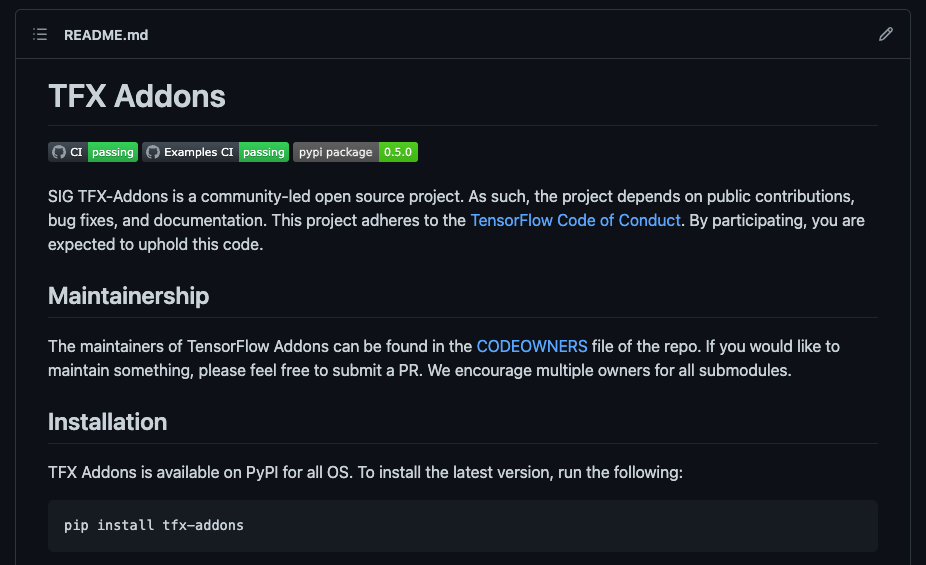 README.md
TFX Addons
CI passing Examples CI passing pypi package 0.5.0
SIG TFX-Addons is a community-led open source project. As such, the project depends on public contributions,
bug fixes, and documentation. This project adheres to the TensorFlow Code of Conduct. By participating, you are
expected to uphold this code.
Maintainership
The maintainers of TensorFlow Addons can be found in the CODEOWNERS file of the repo. If you would like to
maintain something, please feel free to submit a PR. We encourage multiple owners for all submodules.
Installation
TFX Addons is available on PyPI for all OS. To install the latest version, run the following:
pip install tfx-addons